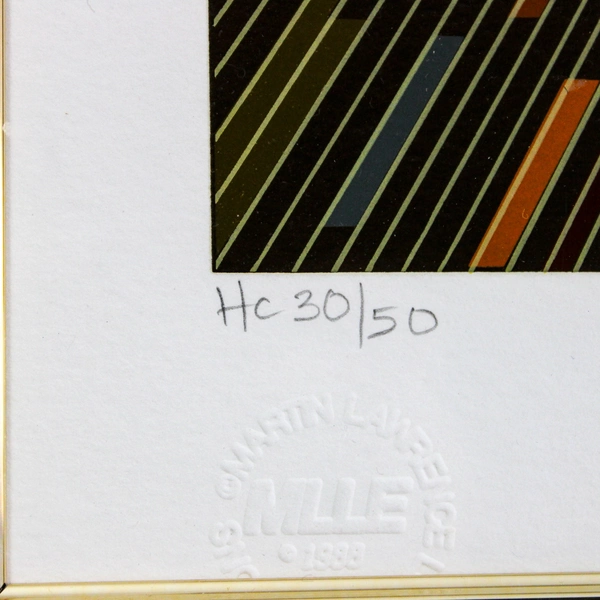 Hc 30/50
© MARTIN LAWRENCE
MLLE
© 1988